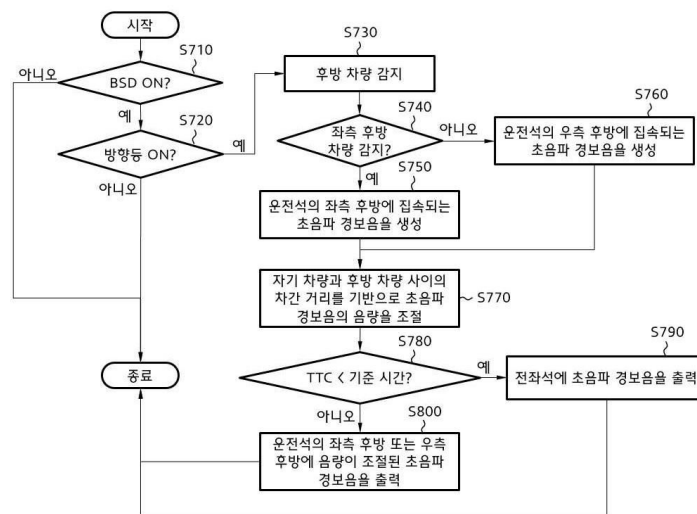 시작
S710
BSD ON?
아니오
예
S720
방향등 ON?
예
아니오
S730
후방 차량 감지
S740
좌측 후방
차량 감지?
아니오
예
S760
운전석의 우측 후방에 집속되는
초음파 경보음을 생성
S750
운전석의 좌측 후방에 집속되는
초음파 경보음을 생성
자기 차량과 후방 차량 사이의
차간 거리를 기반으로 초음파
경보음의 음량을 조절
S770
S780
TTC < 기준 시간?
예
아니오
S790
전좌석에 초음파 경보음을 출력
S800
운전석의 좌측 후방 또는 우측
후방에 음량이 조절된 초음파
경보음을 출력
종료